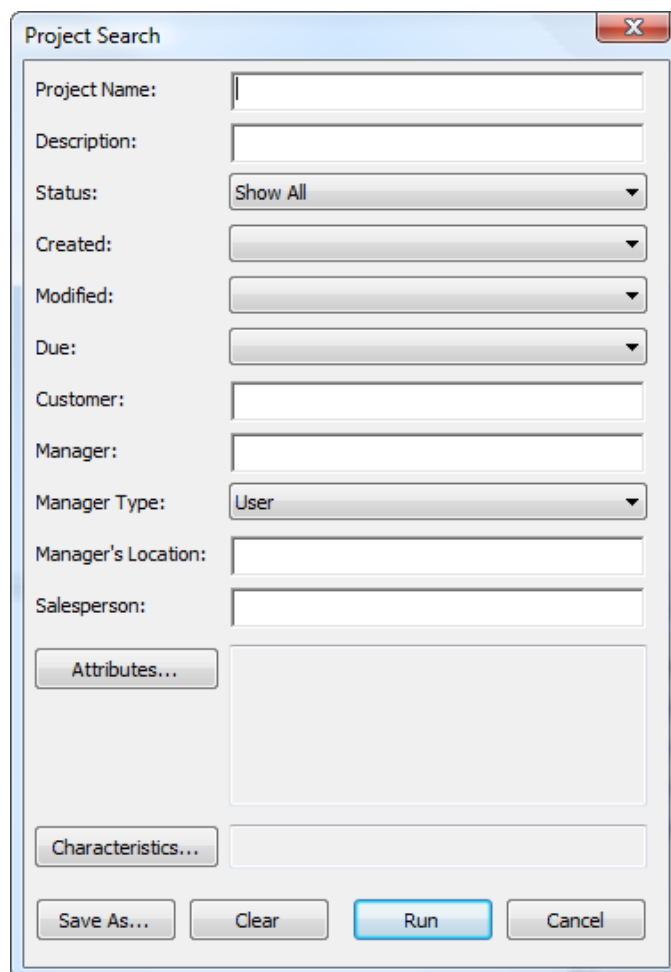 Project Search
Project Name:
Description:
Status: Show All
Created:
Modified:
Due:
Customer:
Manager:
Manager Type: User
Manager's Location:
Salesperson:
Attributes...
Characteristics...
Save As... Clear Run Cancel